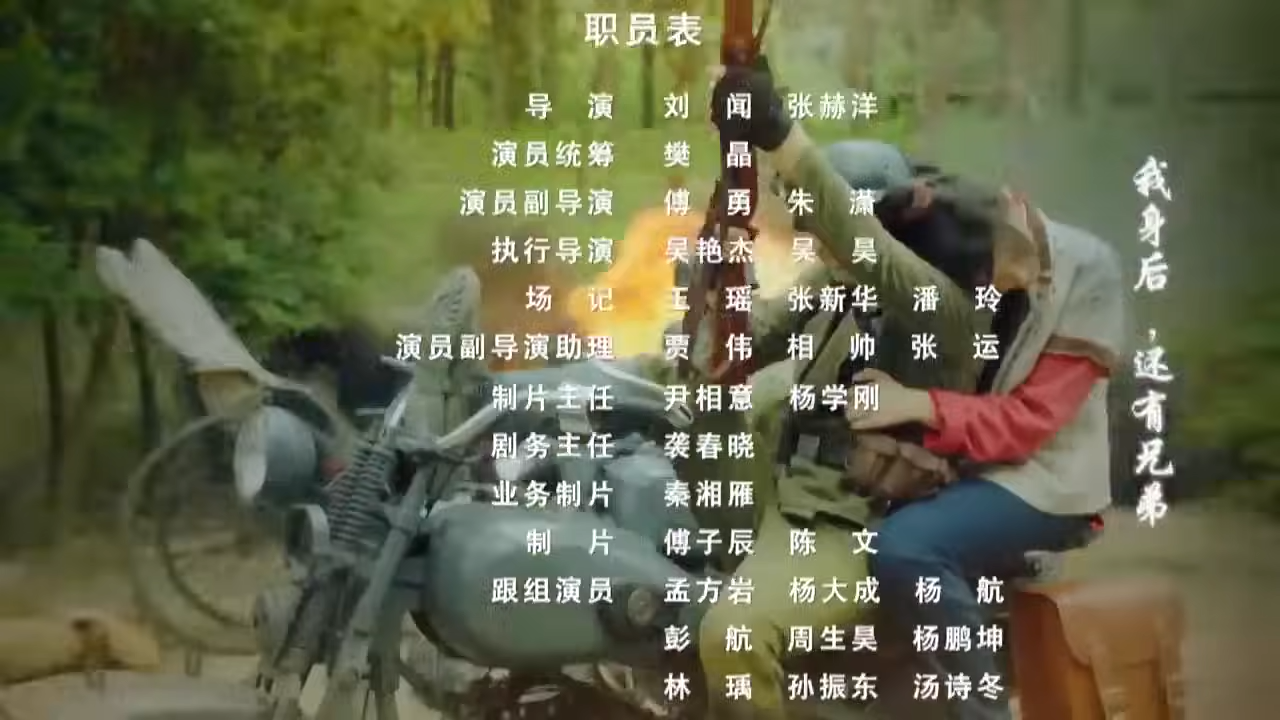 职员表
导 演 刘 闻 张赫洋
演员统筹 樊 晶
演员副导演 傅 勇 朱 潇
执行导演 吴艳杰 吴 昊
场 记 王 瑶 张新华 潘 玲
演员副导演助理 贾 伟 相 帅 张 运
制片主任 尹相意 杨学刚
剧务主任 袭春晓
业务制片 秦湘雁
制 片 傅子辰 陈 文
跟组演员 孟方岩 杨大成 杨 航
彭 航 周生昊 杨鹏坤
林 瑀 孙振东 汤诗冬
我身后，还有兄弟